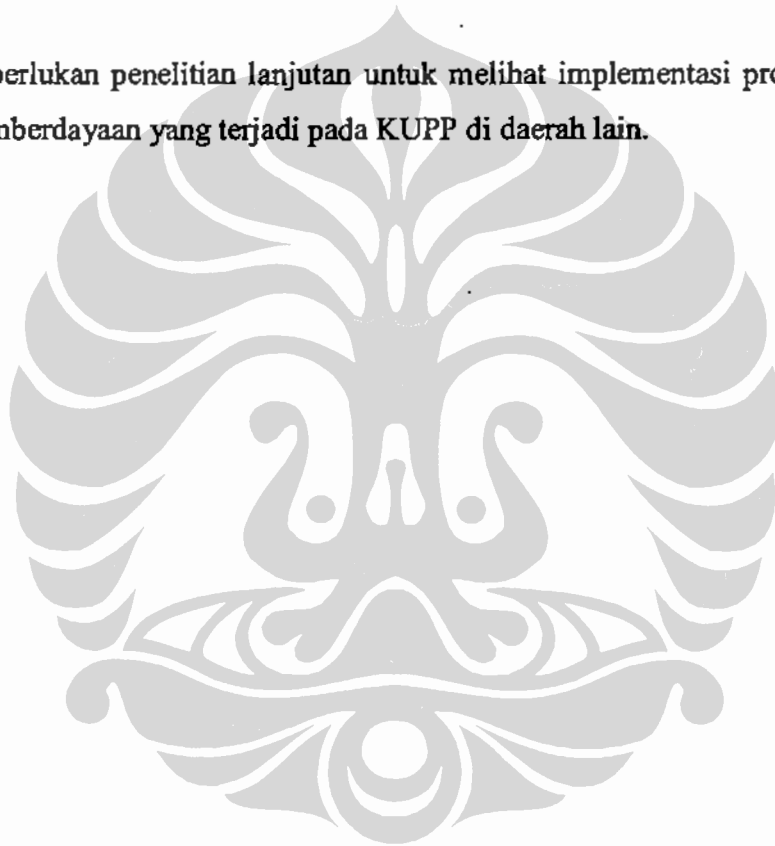 perlukan penelitian lanjutan untuk melihat implementasi pro
nberdayaan yang terjadi pada KUPP di daerah lain.